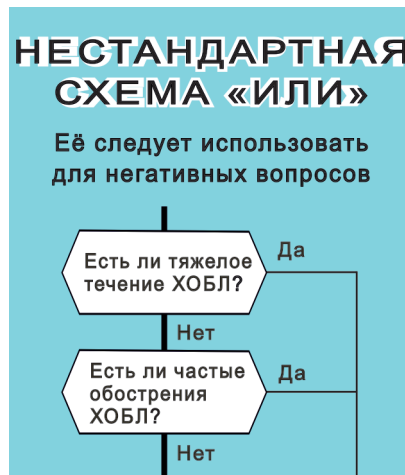 НЕСТАНДАРТНАЯ
СХЕМА «ИЛИ»
Её следует использовать
для негативных вопросов
Есть ли тяжелое
течение ХОБЛ?
Да
Нет
Есть ли частые
обострения
ХОБЛ?
Да
Нет